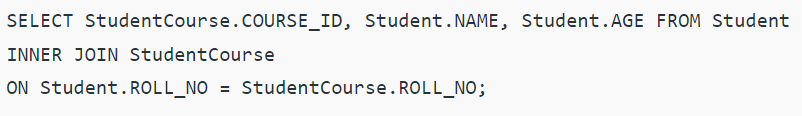 SELECT StudentCourse.COURSE_ID, Student.NAME, Student.AGE FROM Student
INNER JOIN StudentCourse
ON Student.ROLL_NO = StudentCourse.ROLL_NO;